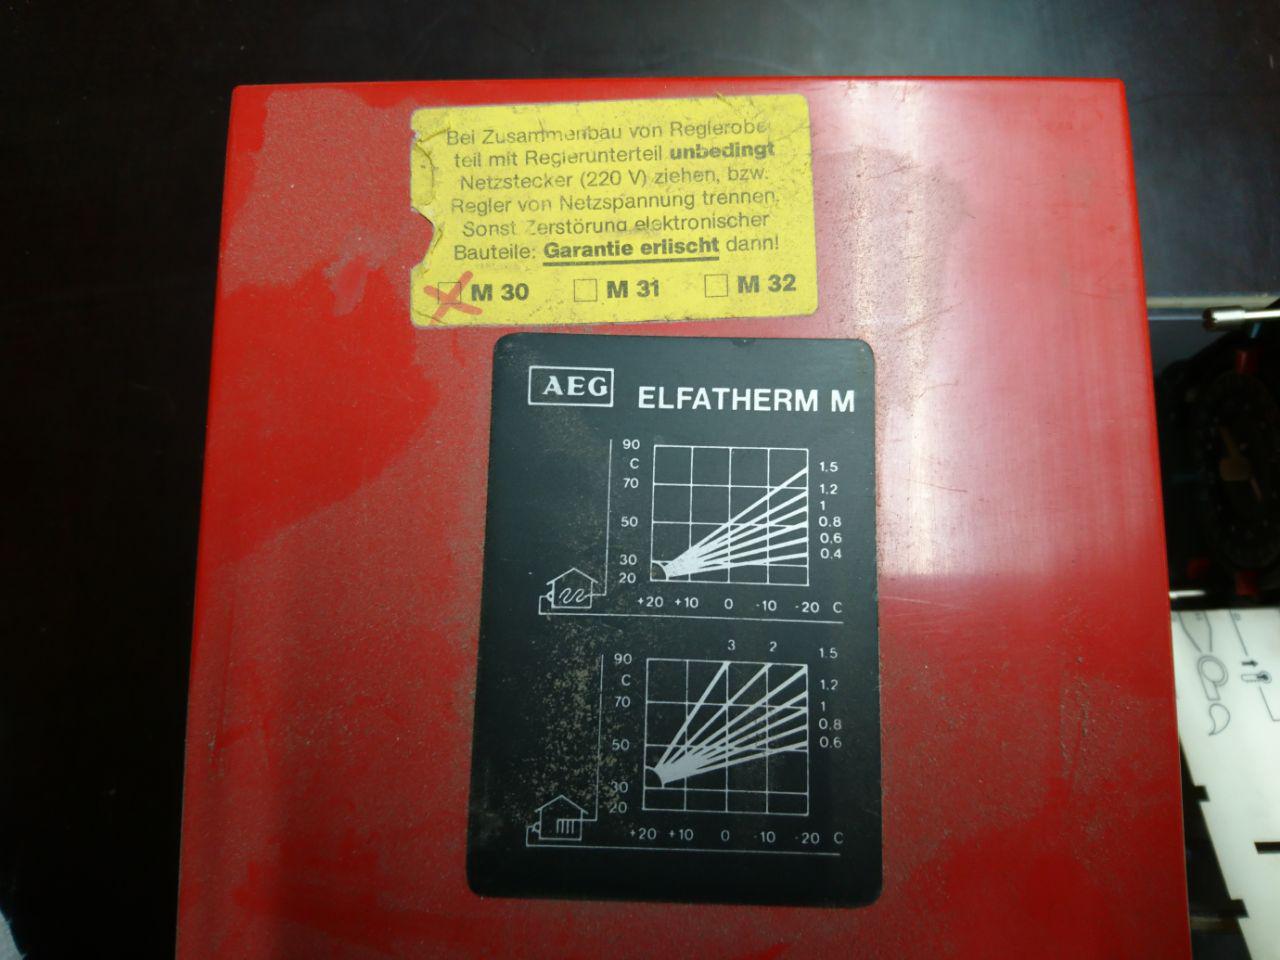 Bei Zusammenbau von Reglerobe
teil mit Reglerunterteil unbedingt
Netzstecker (220 V) ziehen, bzw.
Regler von Netzspannung trennen.
Sonst Zerstörung elektronischer
Bauteile: Garantie erlischt dann!
M 30 M 31 M 32
AEG ELFATHERM M
90
C
70
50
30
20
1.5
1.2
1
0.8
0.6
0.4
+20 +10 0 -10 -20 C
3 2 1.5
90
C
70
50
30
20
1.2
1
0.8
0.6
+20 +10 0 -10 -20 C